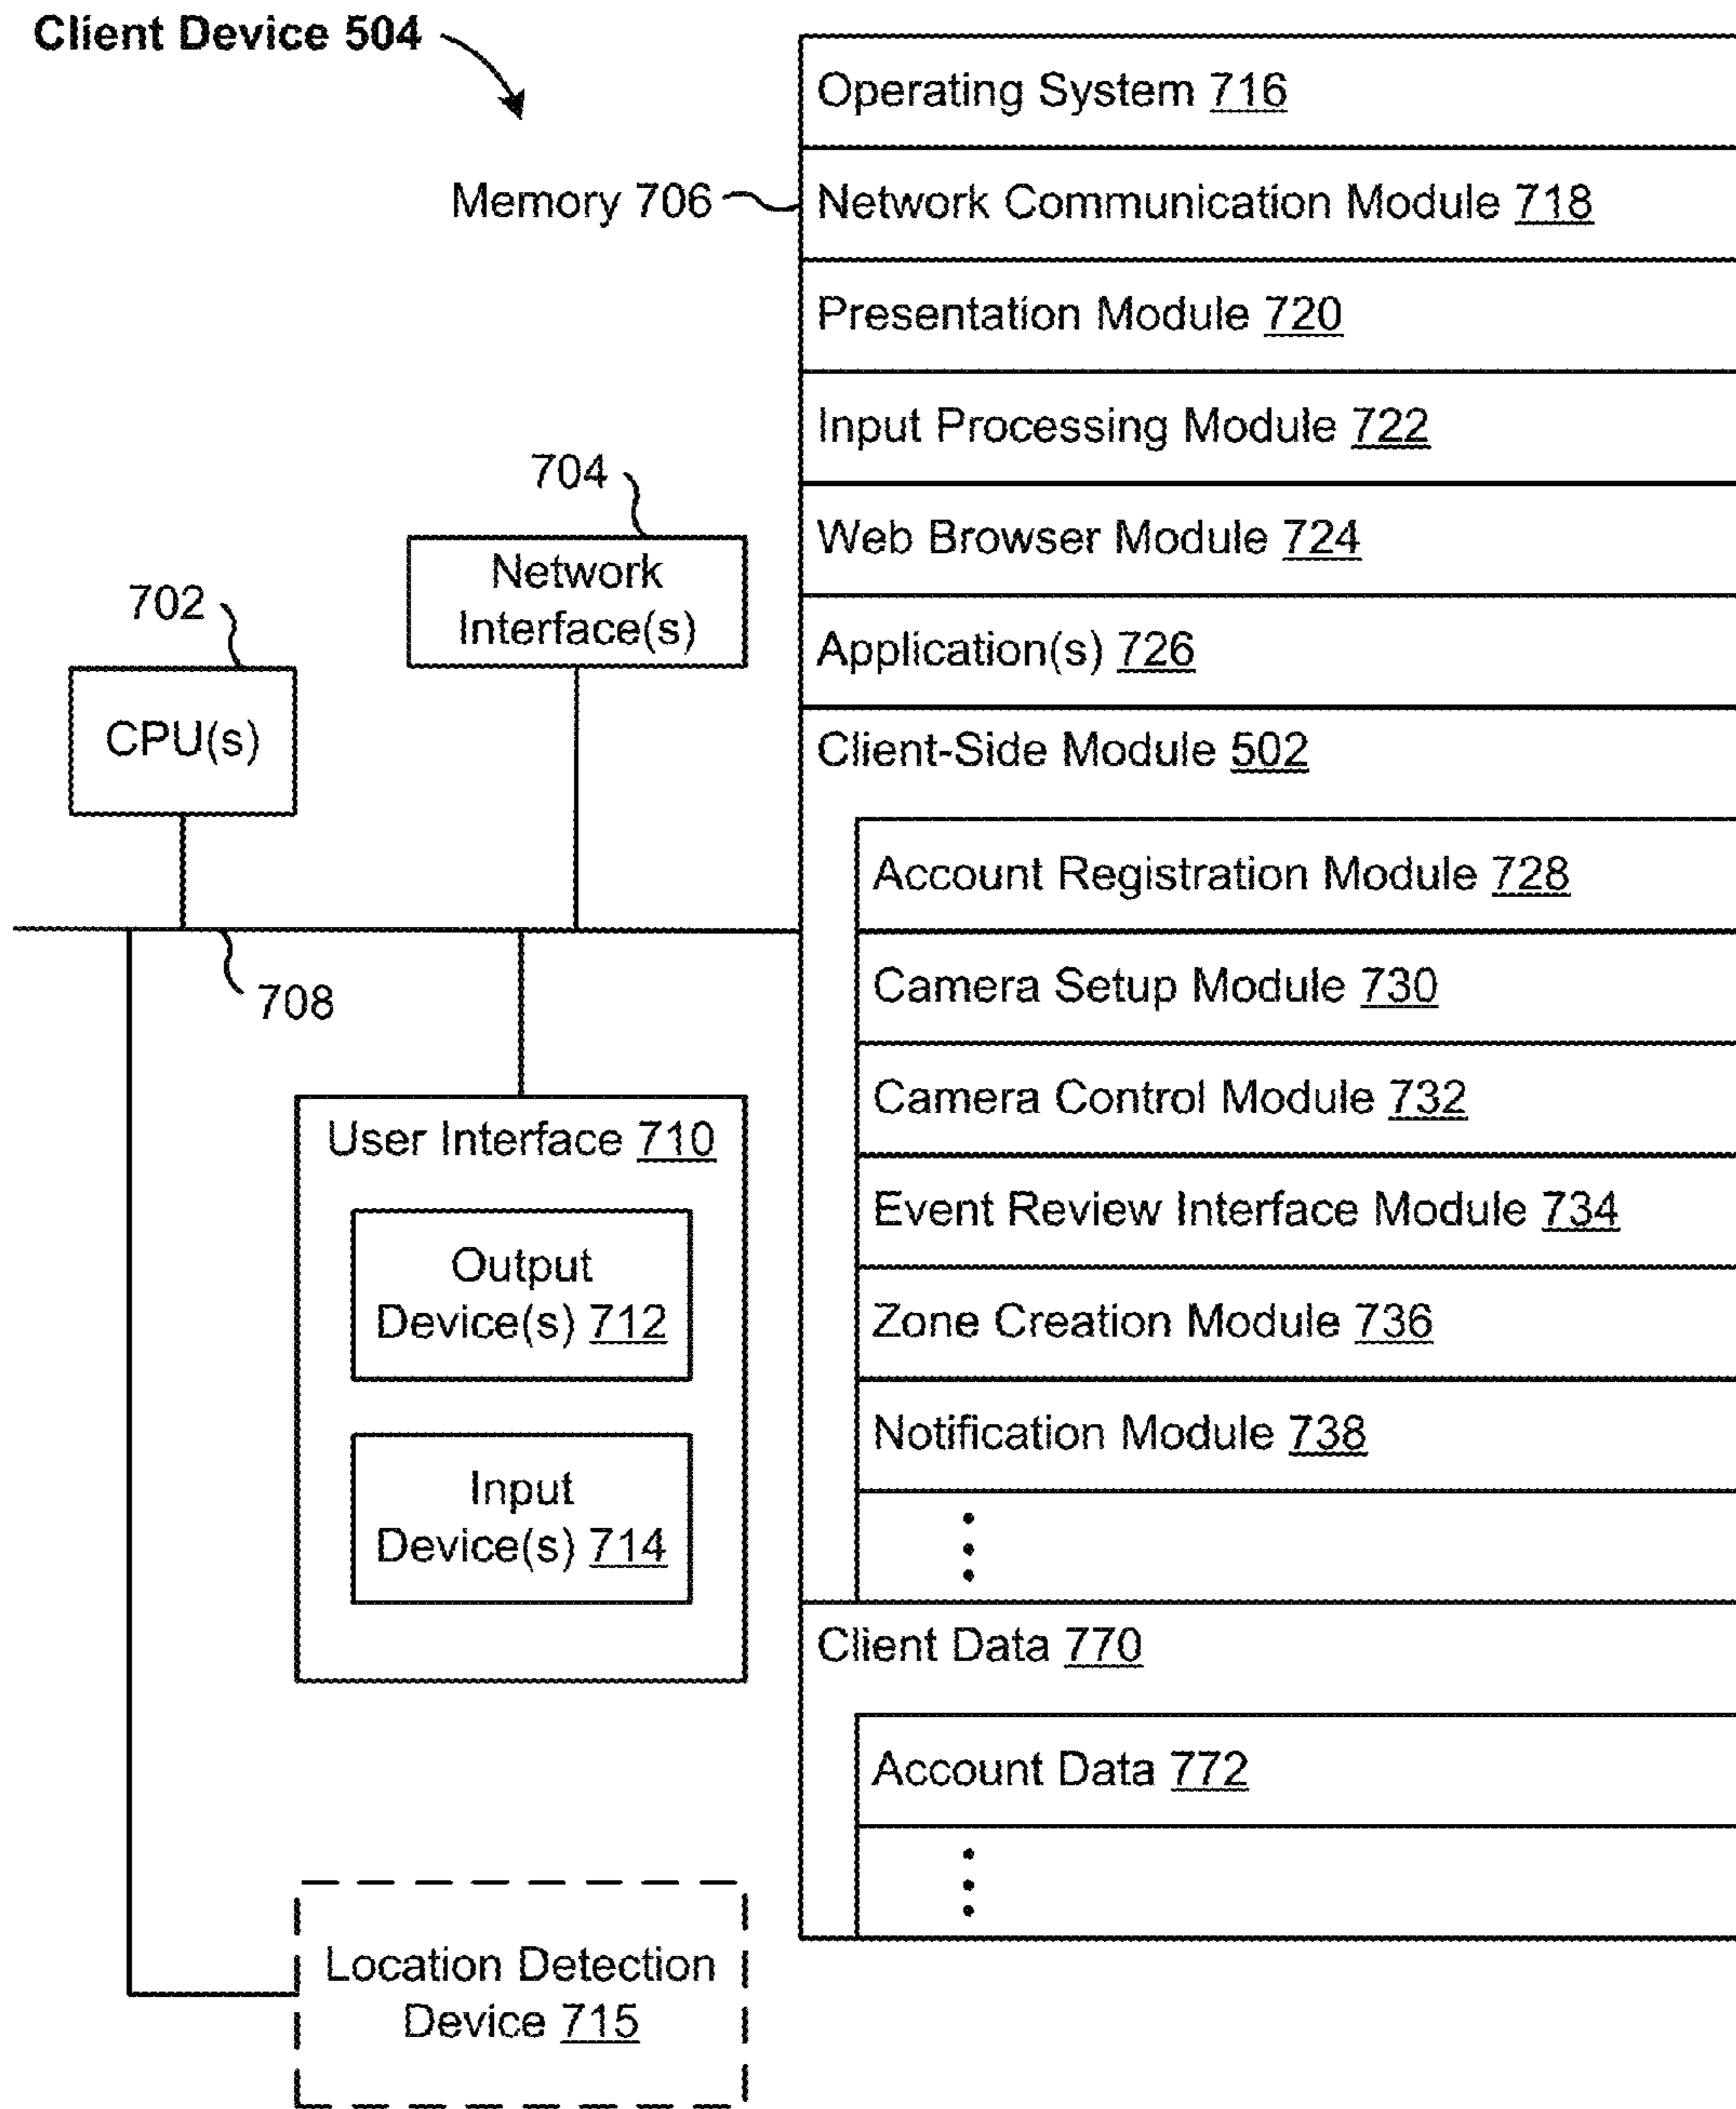 Client Device 504
Memory 706
Operating System 716
Network Communication Module 718
Presentation Module 720
Input Processing Module 722
Web Browser Module 724
Application(s) 726
Client-Side Module 502
Account Registration Module 728
Camera Setup Module 730
Camera Control Module 732
Event Review Interface Module 734
Zone Creation Module 736
Notification Module 738
Client Data 770
Account Data 772
704
Network
Interface(s)
702
CPU(s)
708
User Interface 710
Output
Device(s) 712
Input
Device(s) 714
Location Detection
Device 715